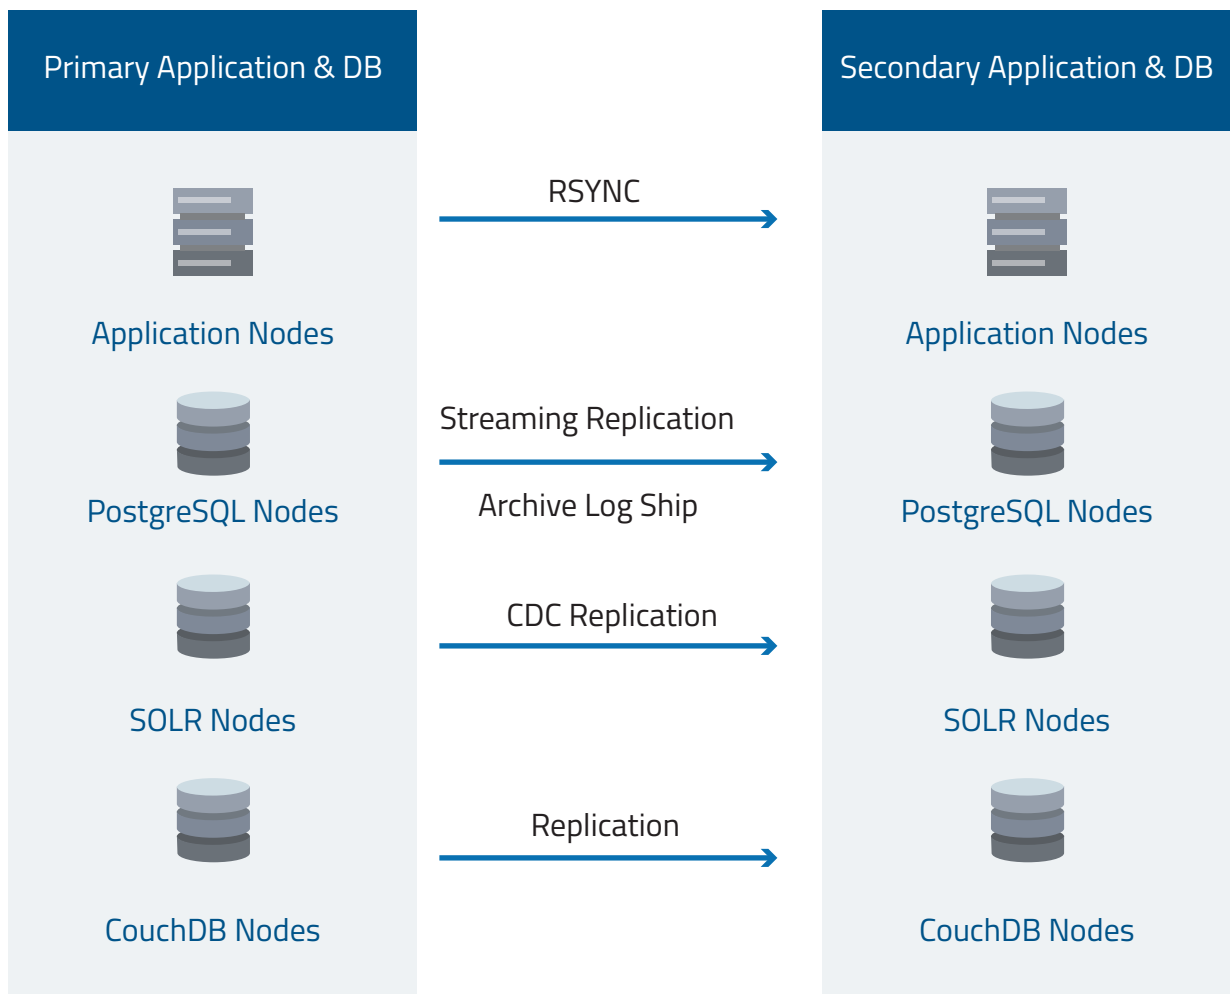 Primary Application & DB
Secondary Application & DB
RSYNC
Application Nodes
Application Nodes
Streaming Replication
Archive Log Ship
PostgreSQL Nodes
PostgreSQL Nodes
CDC Replication
SOLR Nodes
SOLR Nodes
Replication
CouchDB Nodes
CouchDB Nodes